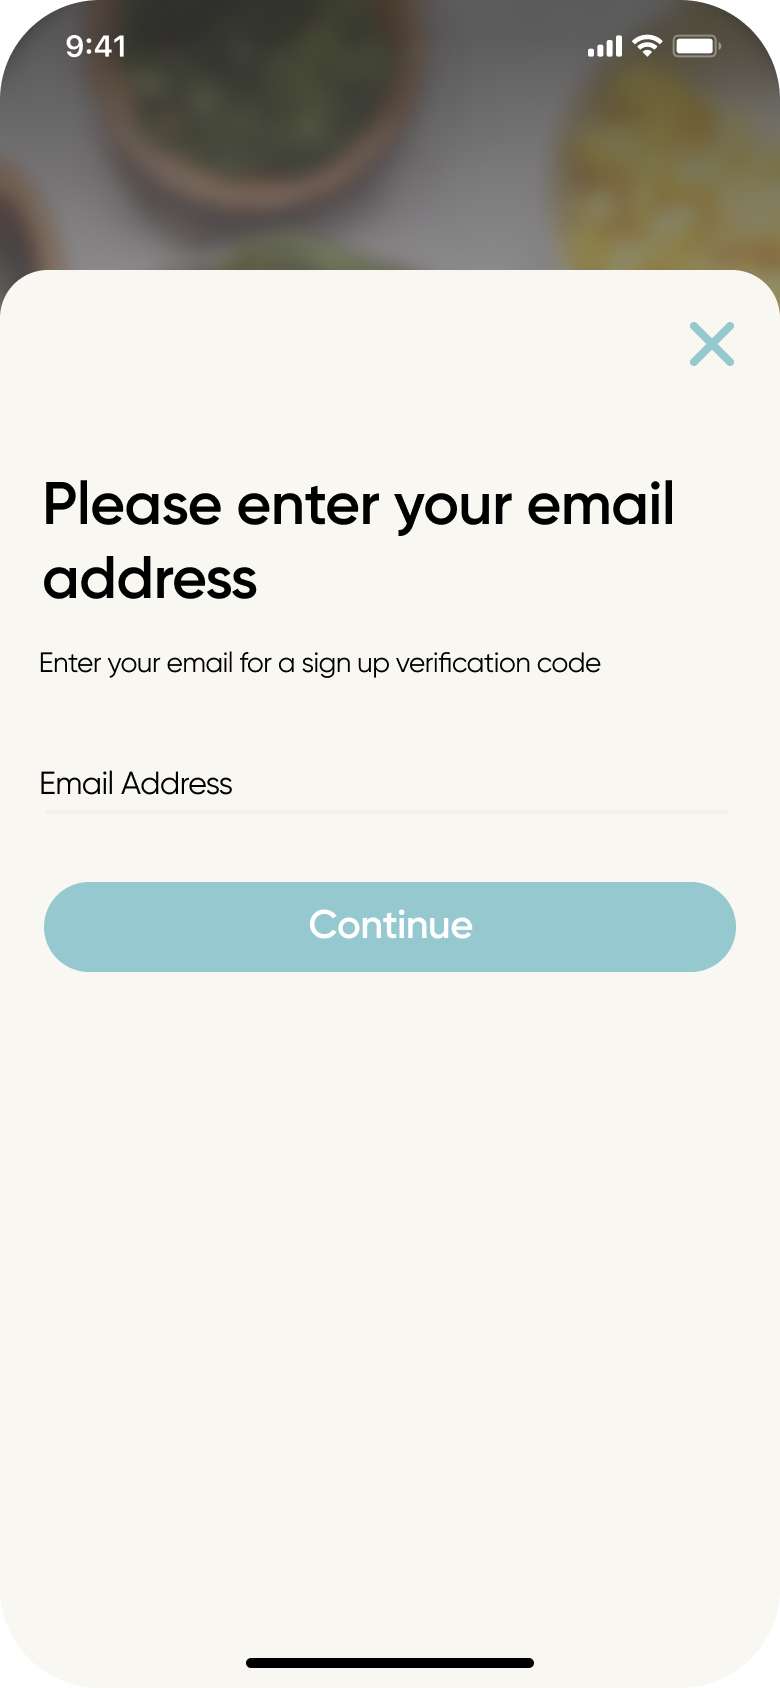 9:41
Please enter your email
address
Enter your email for a sign up verification code
Email Address
Continue